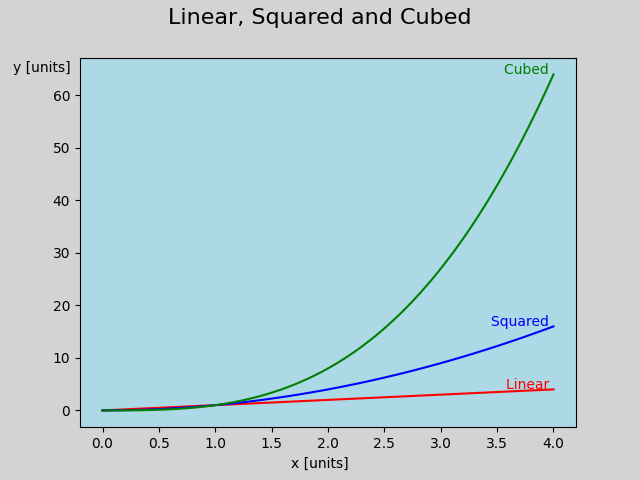 Linear, Squared and Cubed
y [units]
Cubed
60
50
40
30
20
Squared
10
Linear
0
0.0 0.5 1.0 1.5 2.0 2.5 3.0 3.5 4.0
x [units]